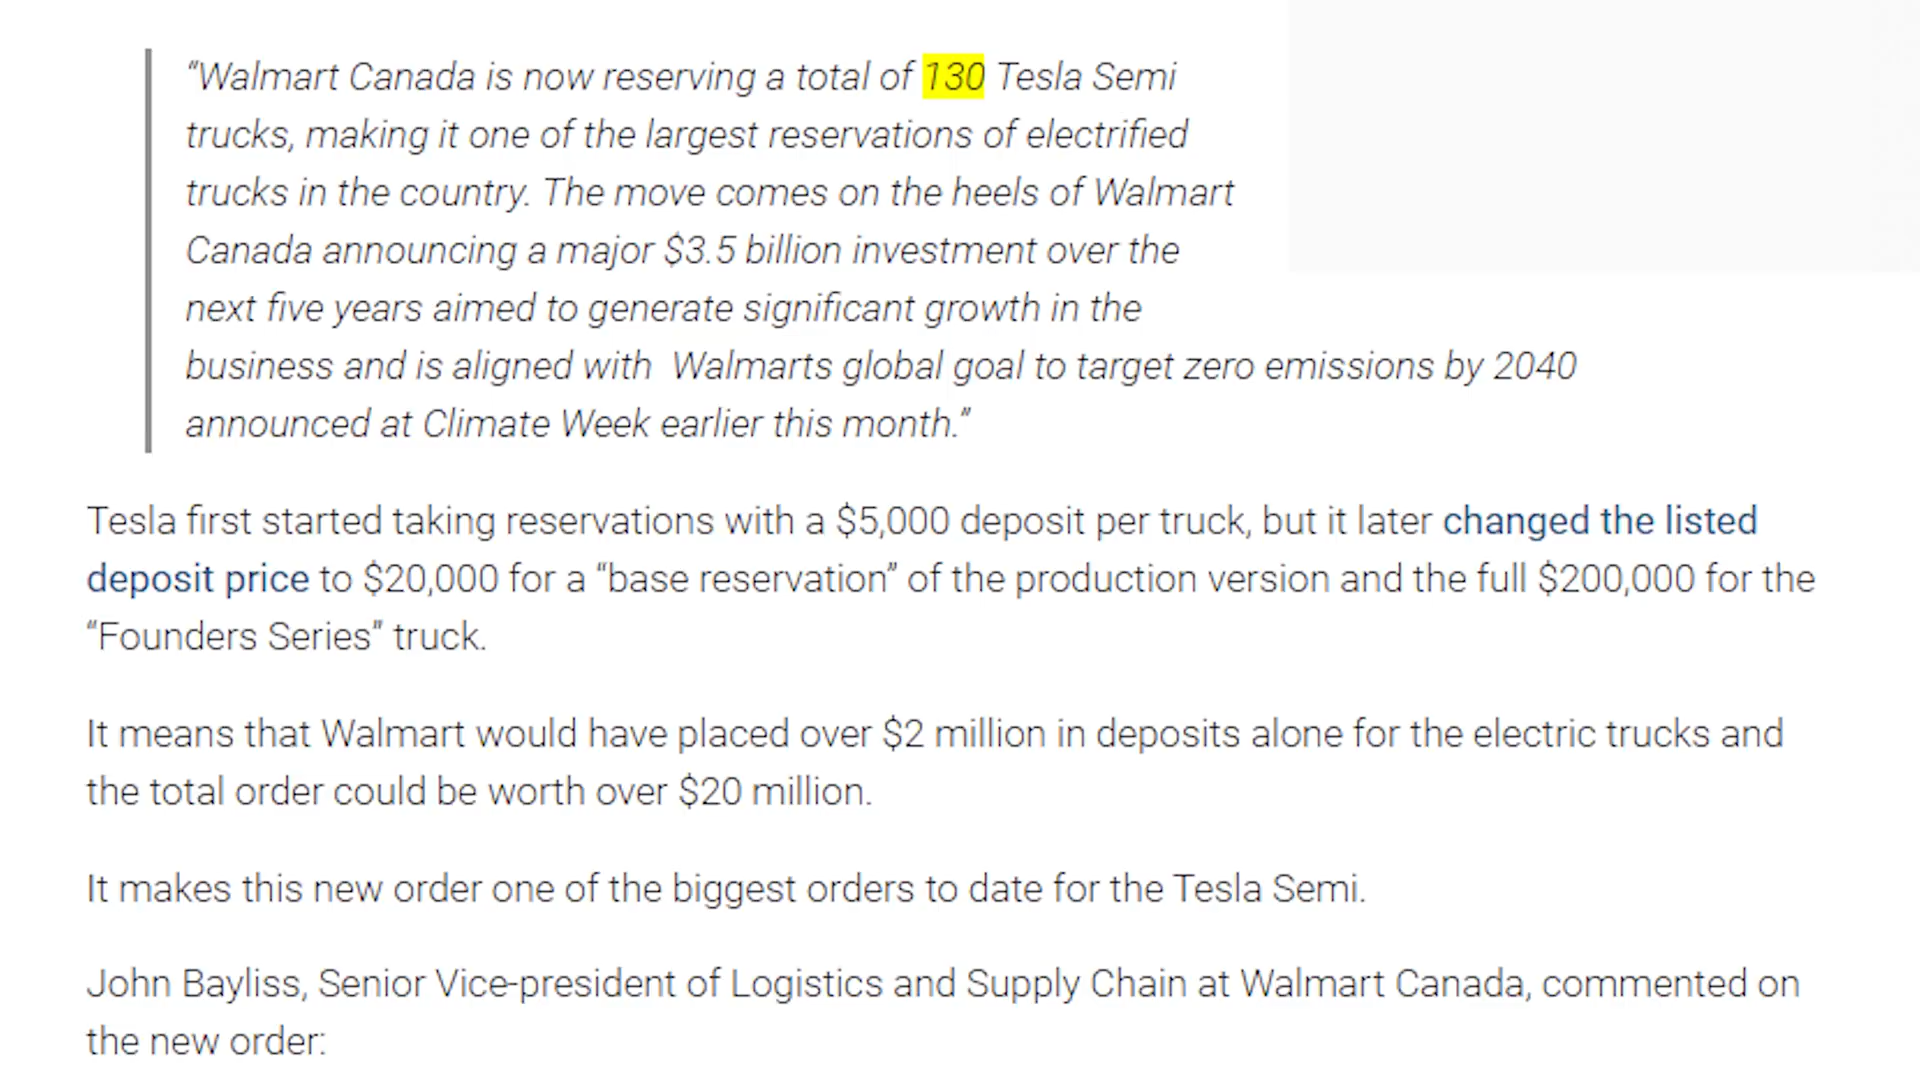 “Walmart Canada is now reserving a total of 130 Tesla Semi
trucks, making it one of the largest reservations of electrified
trucks in the country. The move comes on the heels of Walmart
Canada announcing a major $3.5 billion investment over the
next five years aimed to generate significant growth in the
business and is aligned with  Walmarts global goal to target zero emissions by 2040
announced at Climate Week earlier this month.”
Tesla first started taking reservations with a $5,000 deposit per truck, but it later changed the listed
deposit price to $20,000 for a “base reservation” of the production version and the full $200,000 for the
“Founders Series” truck.
It means that Walmart would have placed over $2 million in deposits alone for the electric trucks and
the total order could be worth over $20 million.
It makes this new order one of the biggest orders to date for the Tesla Semi.
John Bayliss, Senior Vice-president of Logistics and Supply Chain at Walmart Canada, commented on
the new order: